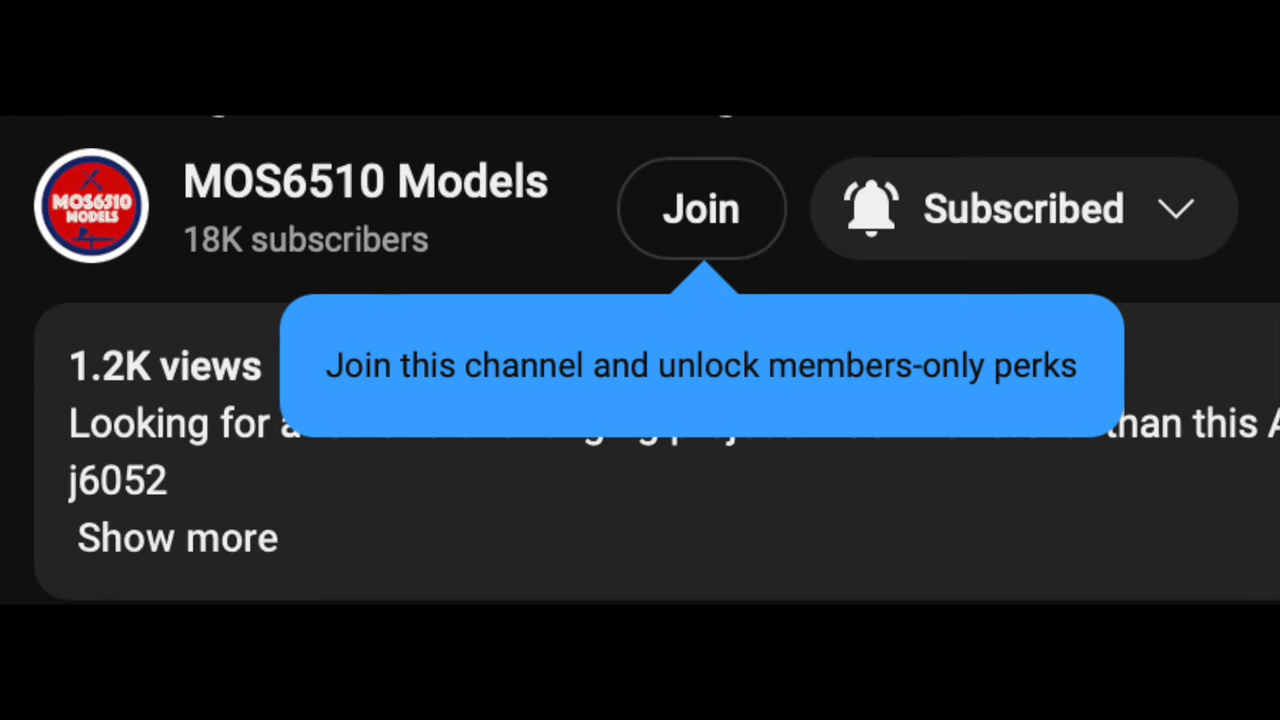 MOS6510
MODELS
MOS6510 Models
18K subscribers
Join
Subscribed
Join this channel and unlock members-only perks
1.2K views
Looking for than this
j6052
Show more